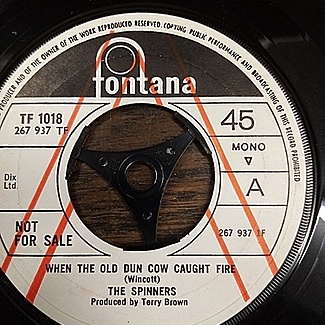 AND OF THE OWNER OF THE WORK REPRODUCED RESERVED. COPYING PUBLIC PERFORMANCE AND BROADCASTING OF THIS RECORD PROHIBITED
fontana
TF 1018
267 937 TF
45
MONO
Dix
Ltd.
A
NOT
FOR SALE
267 937 1F
WHEN THE OLD DUN COW CAUGHT FIRE
(Wincott)
THE SPINNERS
Produced by Terry Brown